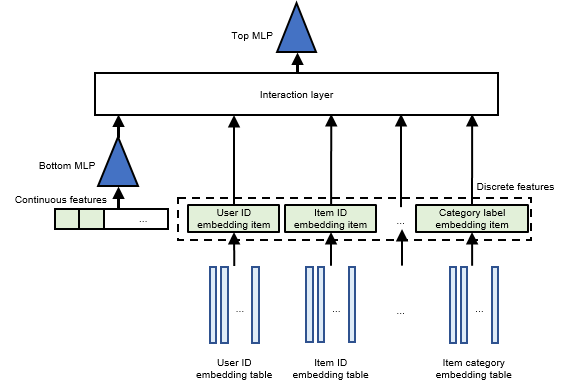 Top MLP
Interaction layer
Bottom MLP
Discrete features
Continuous features
...
User ID
embedding item
Item ID
embedding item
...
Category label
embedding item
...
...
...
...
User ID
embedding table
Item ID
embedding table
Item category
embedding table